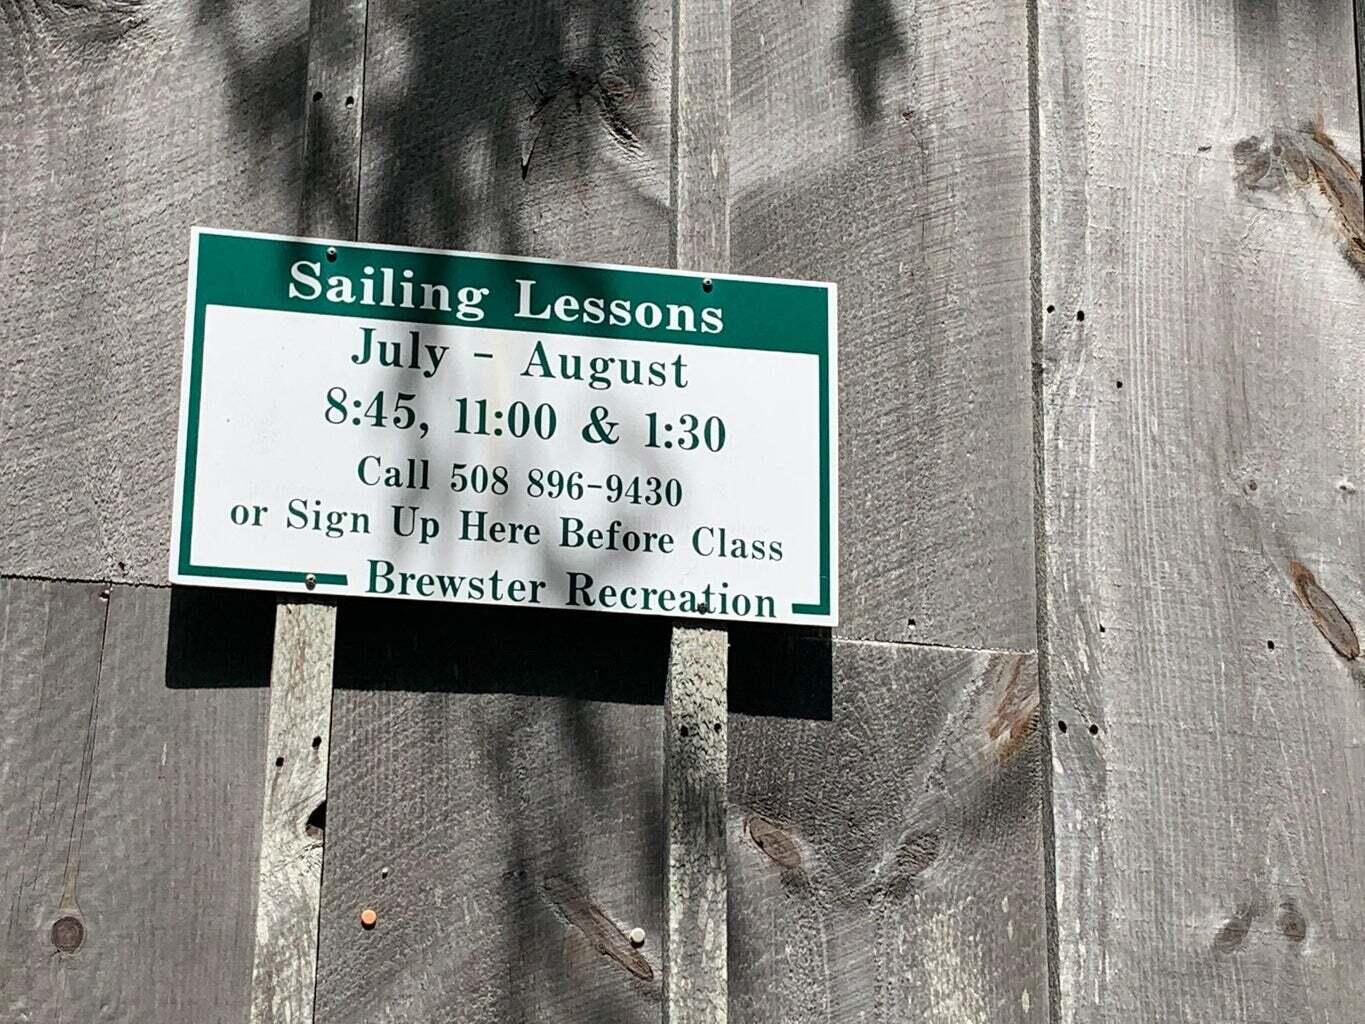 Sailing Lessons
July - August
8:45, 11:00 & 1:30
Call 508 896-9430
or Sign Up Here Before Class
Brewster Recreation